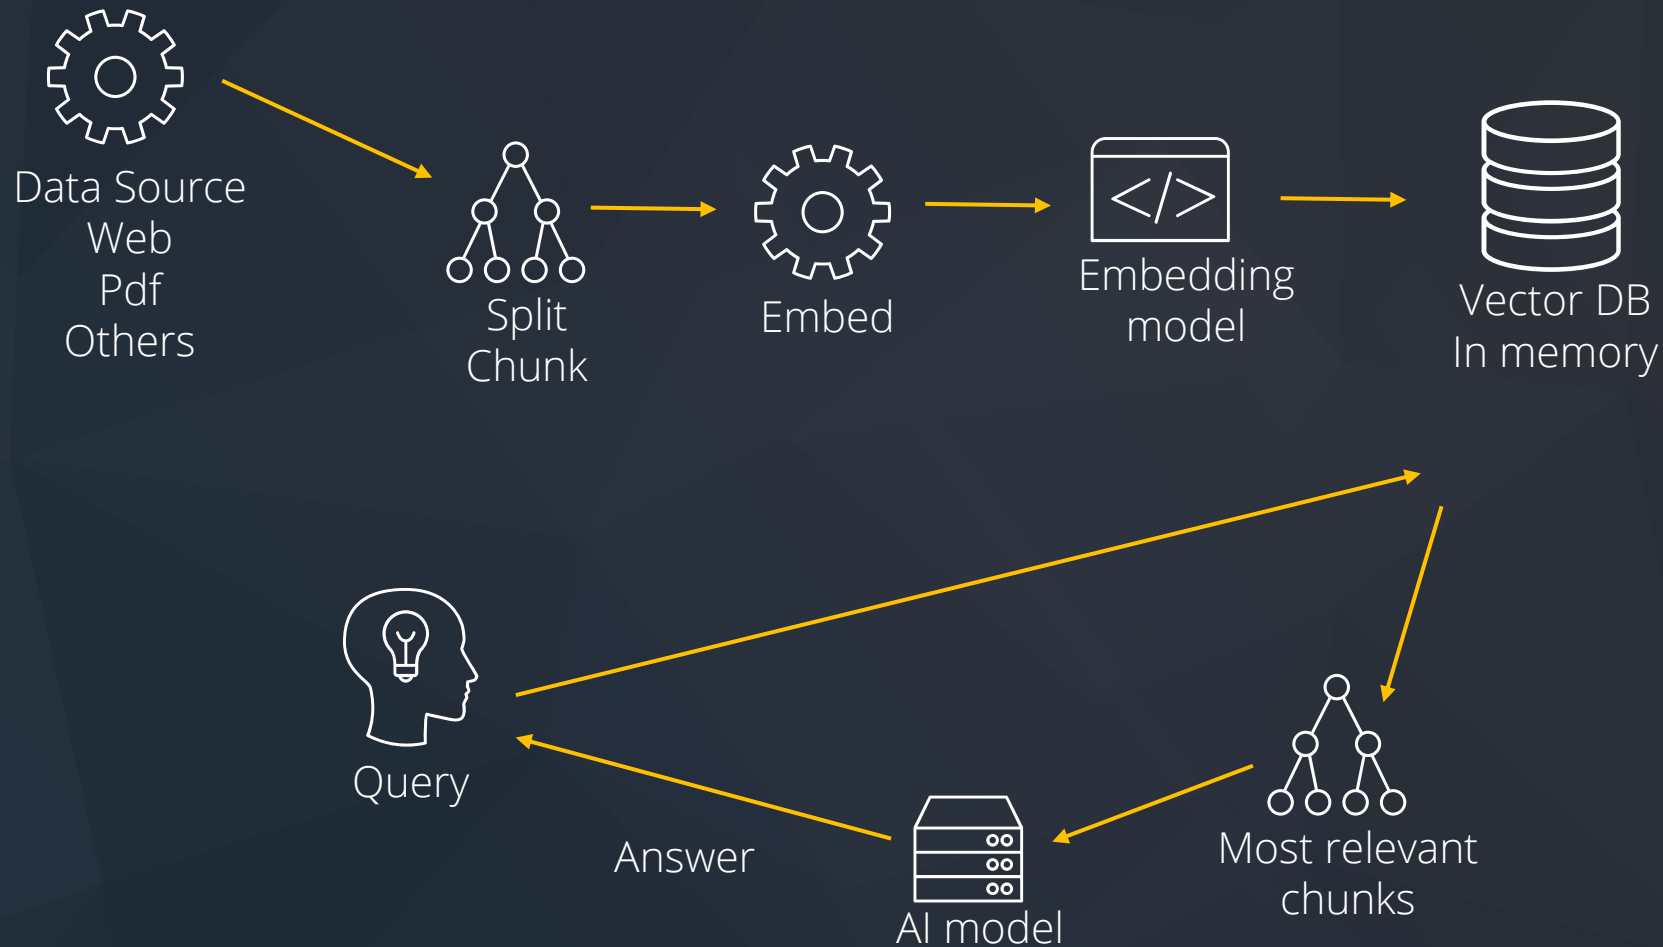 Data Source
Web
Pdf
Others
Split
Chunk
Embed
</>
Embedding
model
Vector DB
In memory
Query
Answer
AI model
Most relevant
chunks